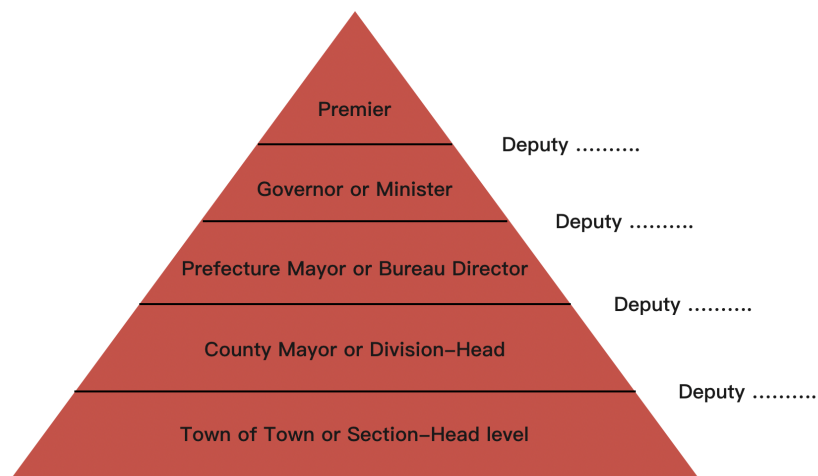 Premier
Deputy ..........
Governor or Minister
Deputy ..........
Prefecture Mayor or Bureau Director
Deputy ..........
County Mayor or Division-Head
Deputy ..........
Town of Town or Section-Head level